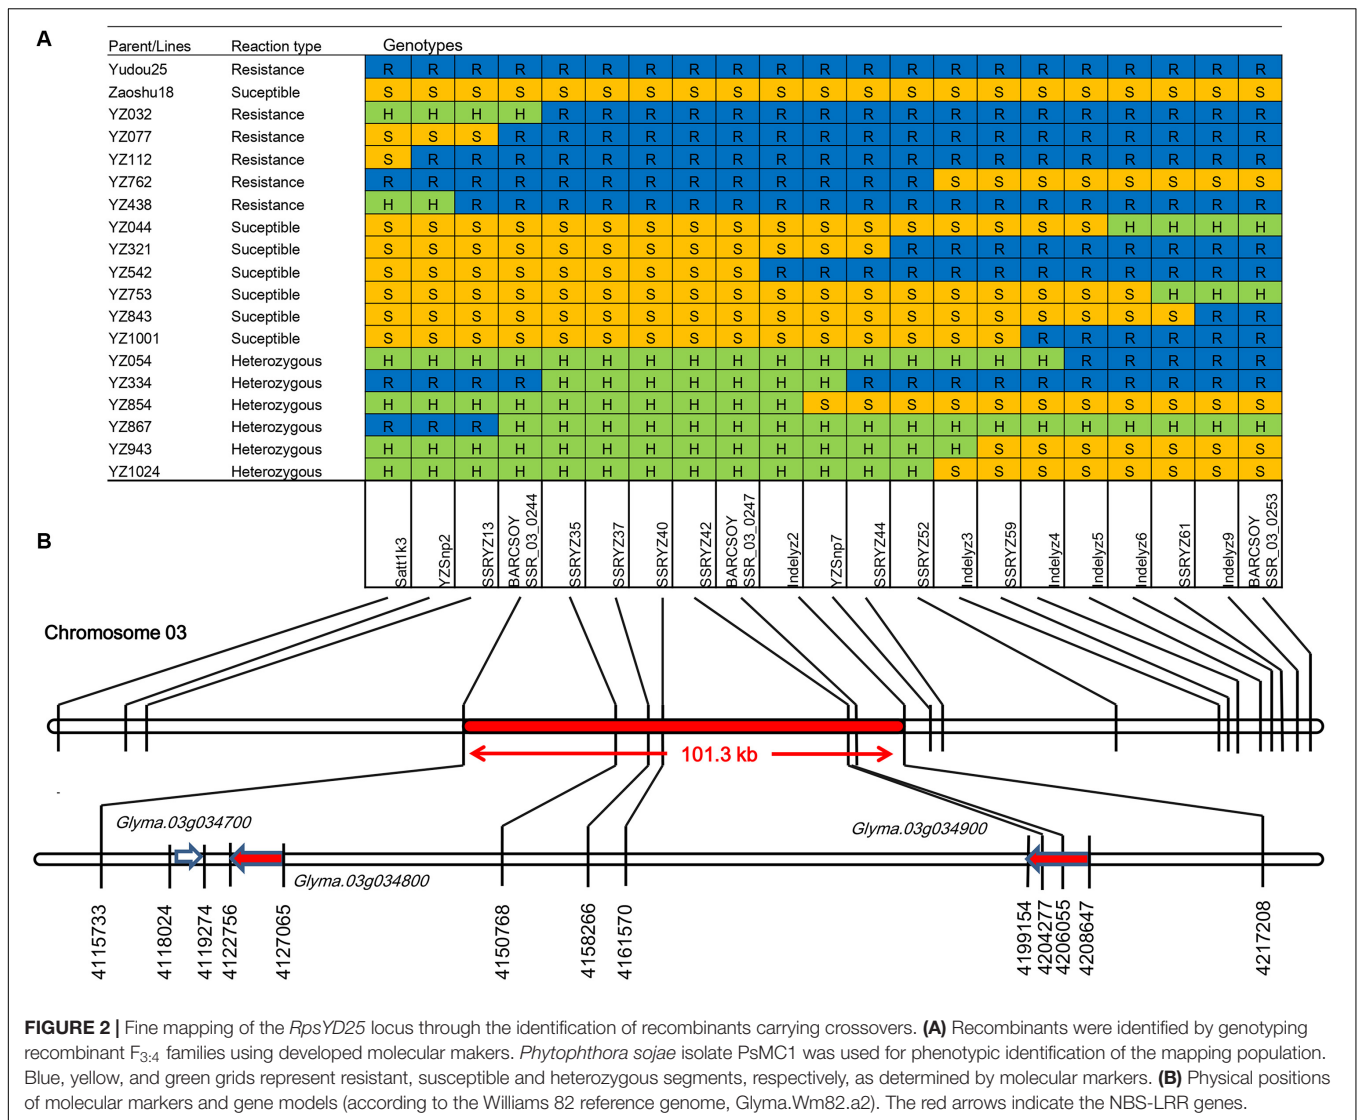 A
Parent/Lines Reaction type Genotypes
Yudou25 Resistance R R R R R R R R R R R R R R R R R R R R R
Zaoshu18 Suceptible S S S S S S S S S S S S S S S S S S S S S
YZ032 Resistance H H H H R R R R R R R R R R R R R R R R R
YZ077 Resistance S S S R R R R R R R R R R R R R R R R R R
YZ112 Resistance S R R R R R R R R R R R R R R R R R R R R
YZ762 Resistance R R R R R R R R R R R R R S S S S S S S S
YZ438 Resistance H H R R R R R R R R R R R R R R R R R R R
YZ044 Suceptible S S S S S S S S S S S S S S S S S H H H H
YZ321 Suceptible S S S S S S S S S S S S R R R R R R R R R
YZ542 Suceptible S S S S S S S S S R R R R R R R R R R R R
YZ753 Suceptible S S S S S S S S S S S S S S S S S S H H H
YZ843 Suceptible S S S S S S S S S S S S S S S S S S S R R
YZ1001 Suceptible S S S S S S S S S S S S S S S R R R R R R
YZ054 Heterozygous H H H H H H H H H H H H H H H H R R R R R
YZ334 Heterozygous R R R R H H H H H H H R R R R R R R R R R
YZ854 Heterozygous H H H H H H H H H H S S S S S S S S S S S
YZ867 Heterozygous R R R H H H H H H H H H H H H H H H H H H
YZ943 Heterozygous H H H H H H H H H H H H H H S S S S S S S
YZ1024 Heterozygous H H H H H H H H H H H H H S S S S S S S S
Satt1k3
YZSnp2
SSRYZ13
BARCSOY
SSR_03_0244
SSRYZ35
SSRYZ37
SSRYZ40
SSRYZ42
BARCSOY
SSR_03_0247
Indelyz2
YZSnp7
SSRYZ44
SSRYZ52
Indelyz3
SSRYZ59
Indelyz4
Indelyz5
Indelyz6
SSRYZ61
Indelyz9
BARCSOY
SSR_03_0253
B
Chromosome 03
101.3 kb
Glyma.03g034700
Glyma.03g034900
Glyma.03g034800
4115733
4118024
4119274
4122756
4127065
4150768
4158266
4161570
4199154
4204277
4206055
4208647
4217208
FIGURE 2 | Fine mapping of the RpsYD25 locus through the identification of recombinants carrying crossovers. (A) Recombinants were identified by genotyping
recombinant F3:4 families using developed molecular makers. Phytophthora sojae isolate PsMC1 was used for phenotypic identification of the mapping population.
Blue, yellow, and green grids represent resistant, susceptible and heterozygous segments, respectively, as determined by molecular markers. (B) Physical positions
of molecular markers and gene models (according to the Williams 82 reference genome, Glyma.Wm82.a2). The red arrows indicate the NBS-LRR genes.